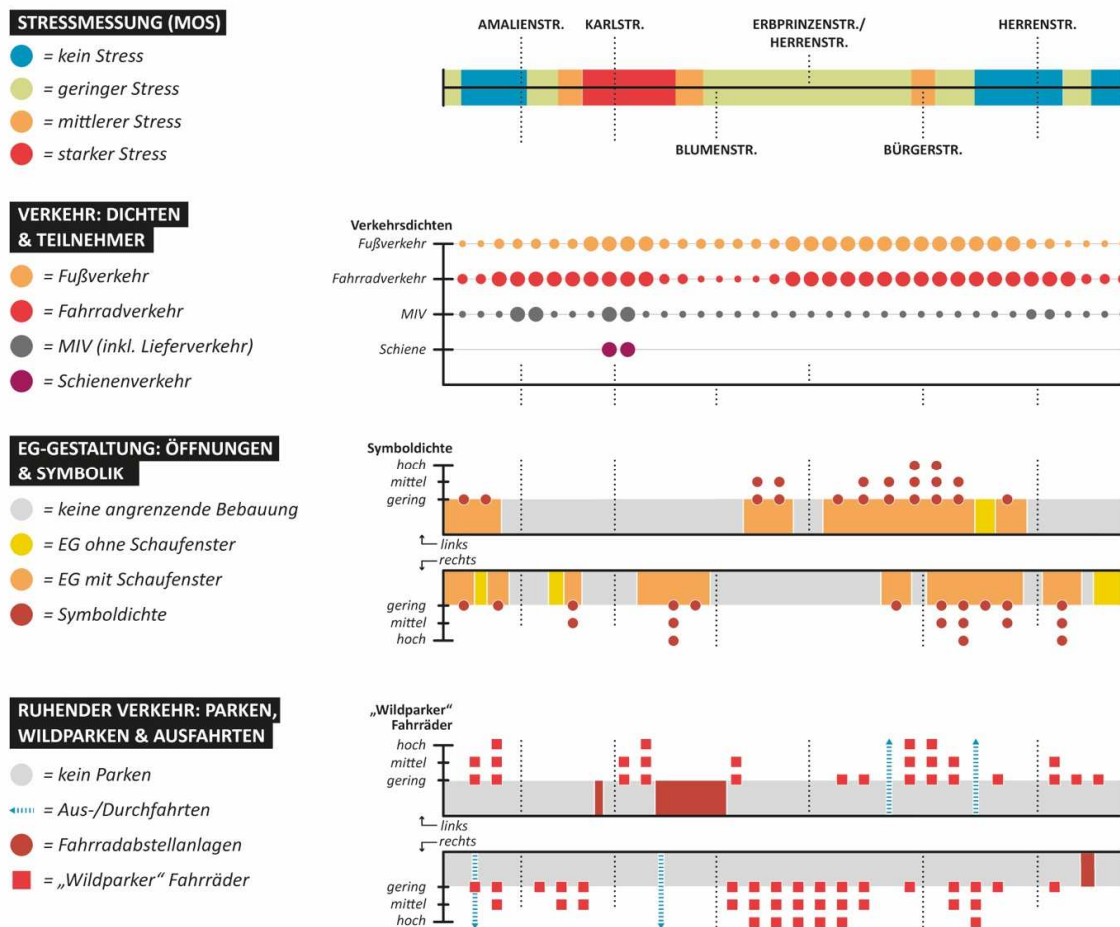 STRESSMESSUNG (MOS)
= kein Stress
= geringer Stress
= mittlerer Stress
= starker Stress
AMALIENSTR.
KARLSTR.
ERBPRINZENSTR./
HERRENSTR.
HERRENSTR.
BLUMENSTR.
BÜRGERSTR.
VERKEHR: DICHTEN
& TEILNEHMER
= Fußverkehr
= Fahrradverkehr
= MIV (inkl. Lieferverkehr)
= Schienenverkehr
Verkehrsdichten
Fußverkehr
Fahrradverkehr
MIV
Schiene
EG-GESTALTUNG: ÖFFNUNGEN
& SYMBOLIK
= keine angrenzende Bebauung
= EG ohne Schaufenster
= EG mit Schaufenster
= Symboldichte
Symboldichte
hoch
mittel
gering
links
rechts
gering
mittel
hoch
RUHENDER VERKEHR: PARKEN,
WILDPARKEN & AUSFAHRTEN
= kein Parken
= Aus-/Durchfahrten
= Fahrradabstellanlagen
= „Wildparker“ Fahrräder
„Wildparker“
Fahrräder
hoch
mittel
gering
links
rechts
gering
mittel
hoch